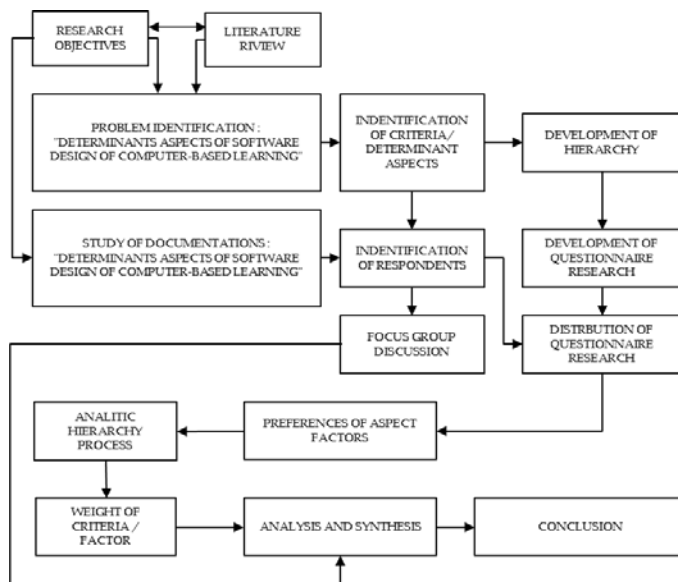 RESEARCH
OBJECTIVES
LITERATURE
RIVIEW
PROBLEM IDENTIFICATION :
"DETERMINANTS ASPECTS OF SOFTWARE
DESIGN OF COMPUTER-BASED LEARNING"
INDENTIFICATION
OF CRITERIA/
DETERMINANT
ASPECTS
DEVELOPMENT OF
HIERARCHY
STUDY OF DOCUMENTATIONS :
"DETERMINANTS ASPECTS OF SOFTWARE
DESIGN OF COMPUTER-BASED LEARNING"
INDENTIFICATION
OF RESPONDENTS
DEVELOPMENT OF
QUESTIONNAIRE
RESEARCH
FOCUS GROUP
DISCUSSION
DISTRBUTION OF
QUESTIONNAIRE
RESEARCH
ANALITIC
HIERARCHY
PROCESS
PREFERENCES OF ASPECT
FACTORS
WEIGHT OF
CRITERIA /
FACTOR
ANALYSIS AND SYNTHESIS
CONCLUSION